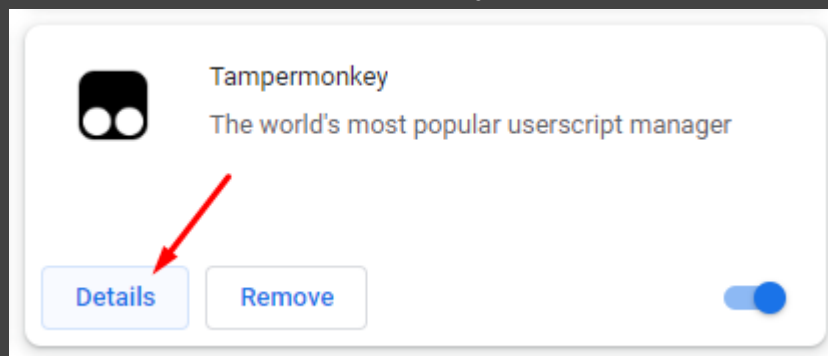 Tampermonkey
The world's most popular userscript manager
Details
Remove